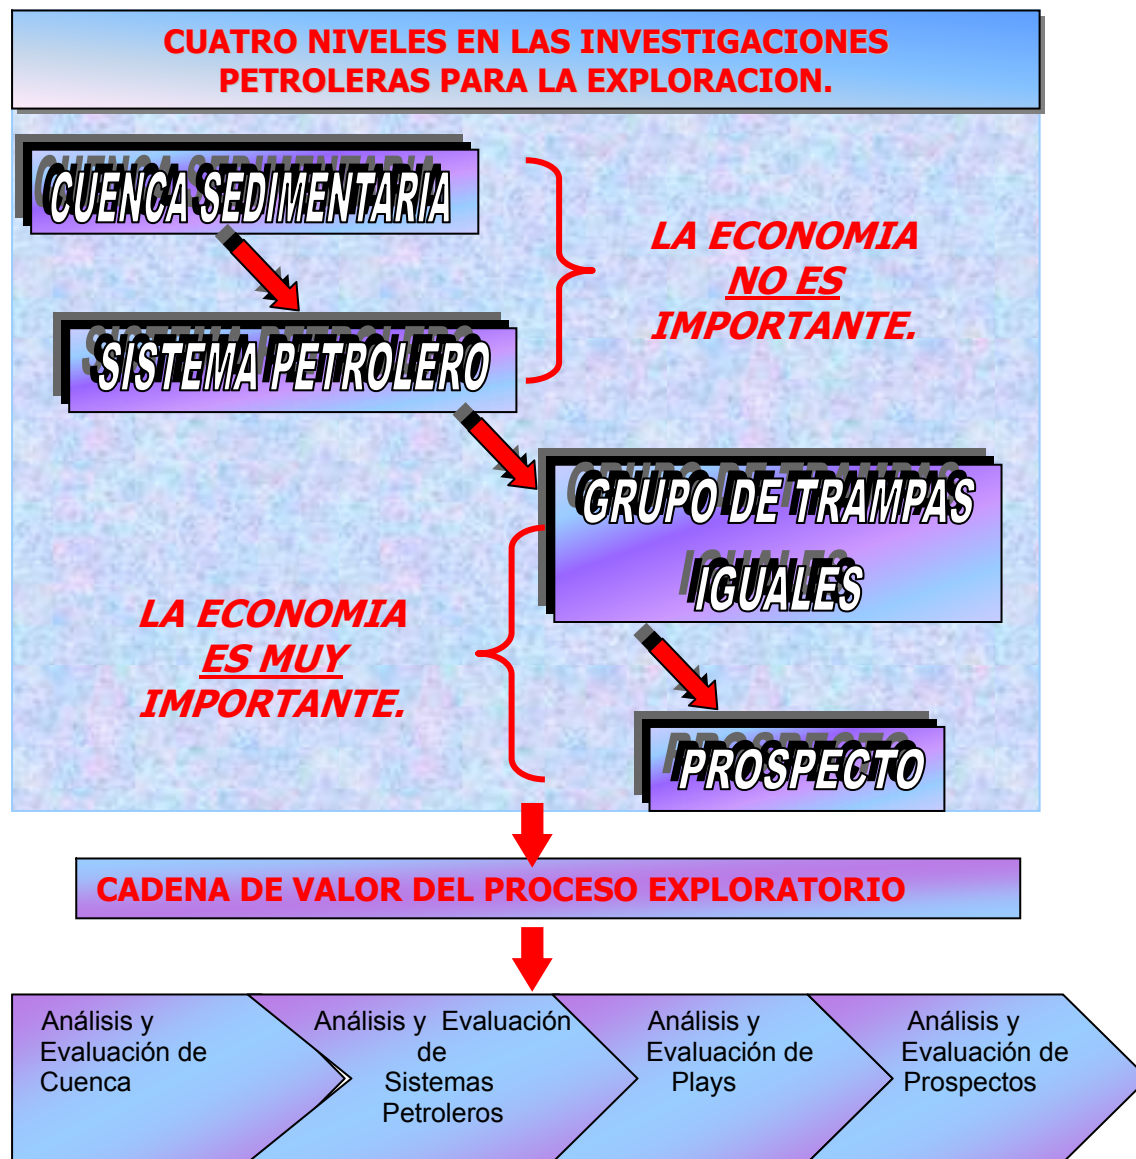 CUATRO NIVELES EN LAS INVESTIGACIONES
PETROLERAS PARA LA EXPLORACION.
CUENCA SEDIMENTARIA
LA ECONOMIA
NO ES
IMPORTANTE.
SISTEMA PETROLERO
GRUPO DE TRAMPAS
IGUALES
LA ECONOMIA
ES MUY
IMPORTANTE.
PROSPECTO
CADENA DE VALOR DEL PROCESO EXPLORATORIO
Análisis y
Evaluación de
Cuenca
Análisis y Evaluación
de
Sistemas
Petroleros
Análisis y
Evaluación de
Plays
Análisis y
Evaluación de
Prospectos